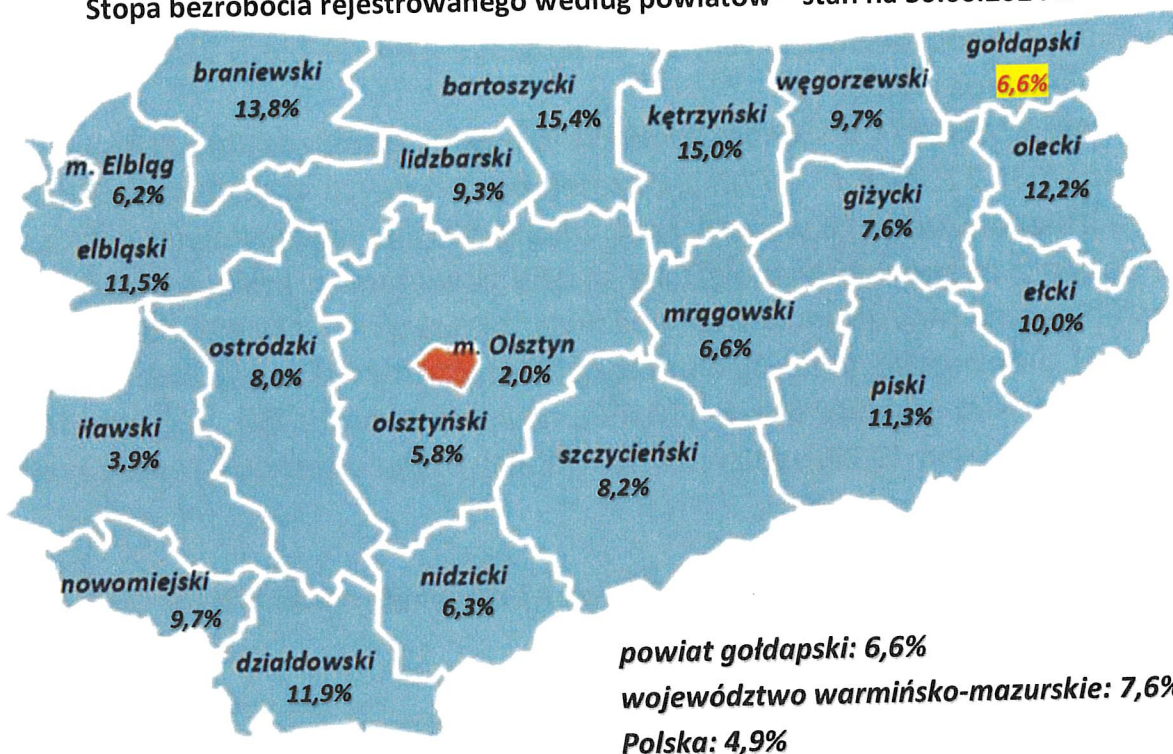 Stopa bezrobocia rejestrowanego według powiatów
braniewski
13,8%
bartoszycki
15,4%
kętrzyński
15,0%
węgorzewski
9,7%
gołdapski
6,6%
m. Elbląg
6,2%
lidzbarski
9,3%
olecki
12,2%
giżycki
7,6%
elbląski
11,5%
ełcki
10,0%
mrągowski
6,6%
ostródzki
8,0%
m. Olsztyn
2,0%
piski
11,3%
iławski
3,9%
olsztyński
5,8%
szczycieński
8,2%
nowomiejski
9,7%
nidzicki
6,3%
działdowski
11,9%
powiat gołdapski: 6,6%
województwo warmińsko-mazurskie: 7,6%
Polska: 4,9%